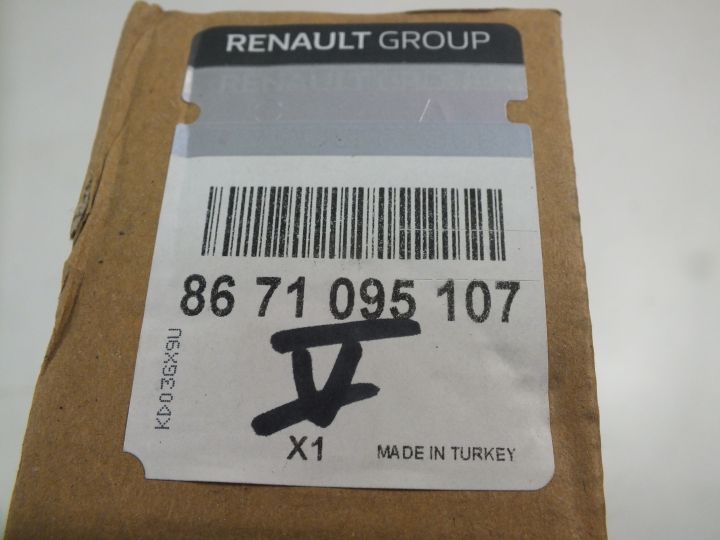 RENAULT GROUP
86 71 095 107
KD03GX9U
V
X1
MADE IN TURKEY